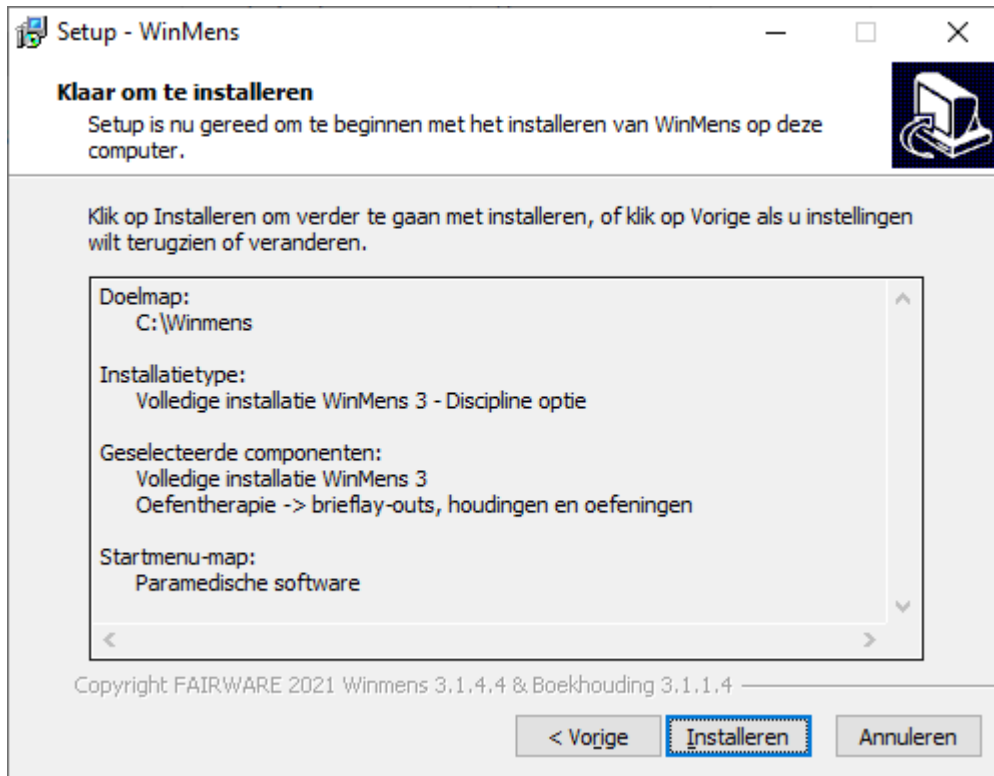 Setup - WinMens
Klaar om te installeren
Setup is nu gereed om te beginnen met het installeren van WinMens op deze
computer.
Klik op Installeren om verder te gaan met installeren, of klik op Vorige als u instellingen
wilt terugzien of veranderen.
Doelmap:
C:\Winmens
Installatietype:
Volledige installatie WinMens 3 - Discipline optie
Geselecteerde componenten:
Volledige installatie WinMens 3
Oefentherapie -> brieflay-outs, houdingen en oefeningen
Startmenu-map:
Paramedische software
Copyright FAIRWARE 2021 Winmens 3.1.4.4 & Boekhouding 3.1.1.4
< Vorige Installeren Annuleren